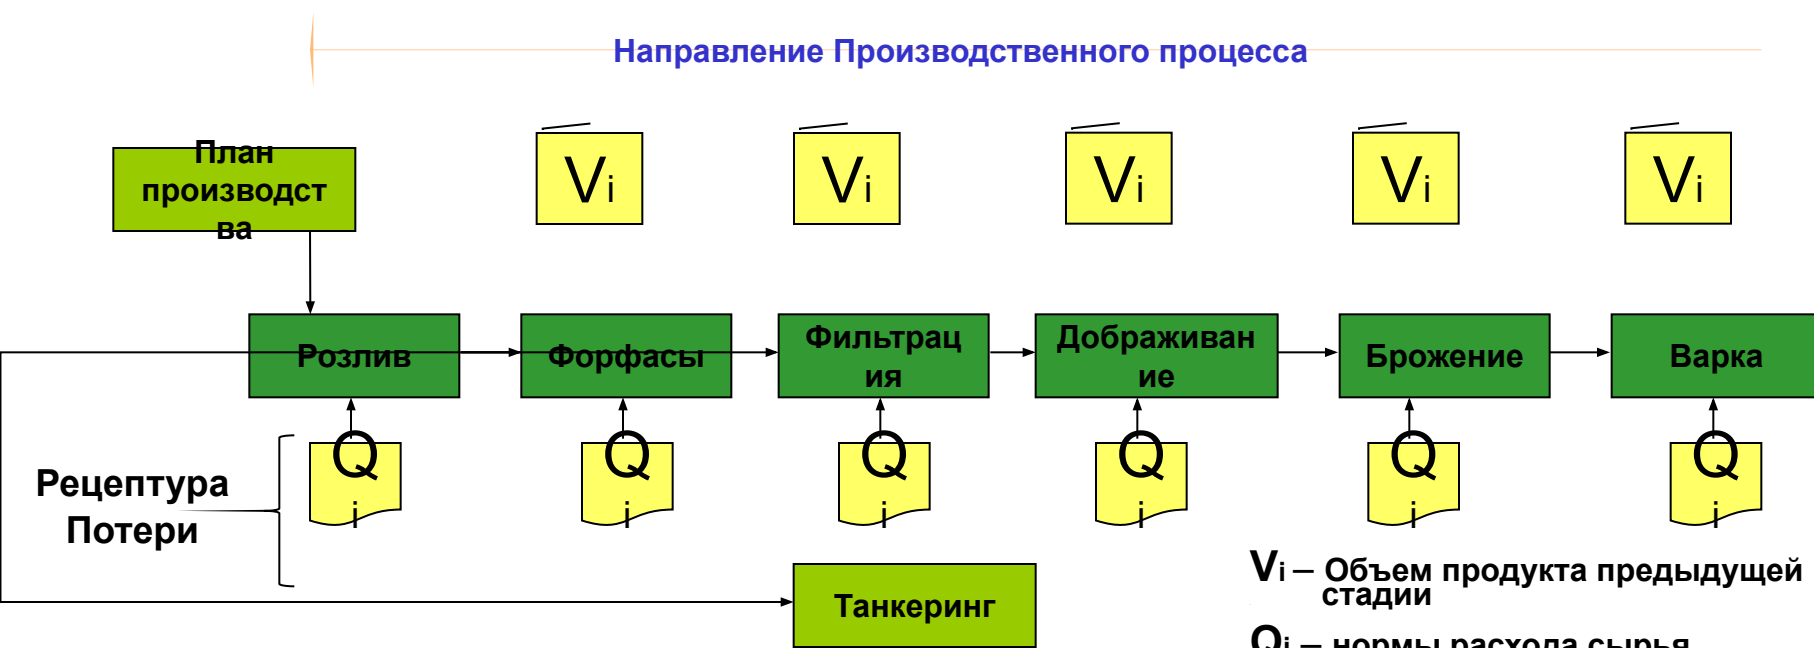 Направление Производственного процесса
План
производст
ва
Vi
Vi
Vi
Vi
Vi
Розлив
Форфасы
Фильтрац
ия
Дображиван
ие
Брожение
Варка
Q
i
Q
i
Q
i
Q
i
Q
i
Q
i
Рецептура
Потери
Танкеринг
Vi – Объем продукта предыдущей
стадии
Qi – нормы расхода сырья